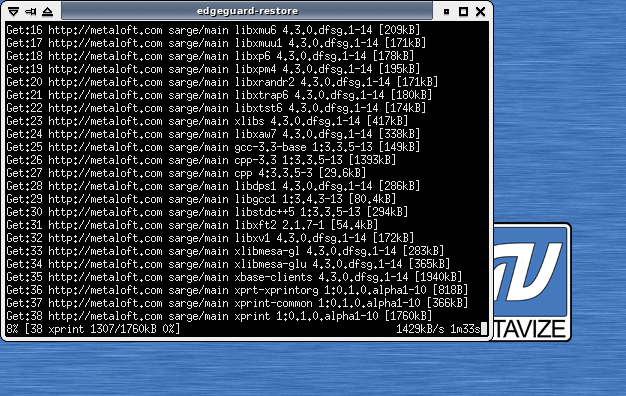 edgeguard-restore
Get:16 http://metaloft.com sarge/main libxmu6 4.3.0.dfsg.1-14 [209kB]
Get:17 http://metaloft.com sarge/main libxmuu1 4.3.0.dfsg.1-14 [171kB]
Get:18 http://metaloft.com sarge/main libxp6 4.3.0.dfsg.1-14 [178kB]
Get:19 http://metaloft.com sarge/main libxpm4 4.3.0.dfsg.1-14 [195kB]
Get:20 http://metaloft.com sarge/main libxrandr2 4.3.0.dfsg.1-14 [171kB]
Get:21 http://metaloft.com sarge/main libxtrap6 4.3.0.dfsg.1-14 [180kB]
Get:22 http://metaloft.com sarge/main libxtst6 4.3.0.dfsg.1-14 [174kB]
Get:23 http://metaloft.com sarge/main xlibs 4.3.0.dfsg.1-14 [417kB]
Get:24 http://metaloft.com sarge/main libxaw7 4.3.0.dfsg.1-14 [338kB]
Get:25 http://metaloft.com sarge/main gcc-3.3-base 1:3.3.5-13 [149kB]
Get:26 http://metaloft.com sarge/main cpp-3.3 1:3.3.5-13 [1393kB]
Get:27 http://metaloft.com sarge/main cpp 4:3.3.5-3 [29.6kB]
Get:28 http://metaloft.com sarge/main libdps1 4.3.0.dfsg.1-14 [286kB]
Get:29 http://metaloft.com sarge/main libgcc1 1:3.4.3-13 [80.4kB]
Get:30 http://metaloft.com sarge/main libstdc++5 1:3.3.5-13 [294kB]
Get:31 http://metaloft.com sarge/main libxft2 2.1.7-1 [54.4kB]
Get:32 http://metaloft.com sarge/main libxv1 4.3.0.dfsg.1-14 [172kB]
Get:33 http://metaloft.com sarge/main xlibmesa-gl 4.3.0.dfsg.1-14 [283kB]
Get:34 http://metaloft.com sarge/main xlibmesa-glu 4.3.0.dfsg.1-14 [365kB]
Get:35 http://metaloft.com sarge/main xbase-clients 4.3.0.dfsg.1-14 [1940kB]
Get:36 http://metaloft.com sarge/main xprt-xprintorg 1:0.1.0.alpha1-10 [818B]
Get:37 http://metaloft.com sarge/main xprint-common 1:0.1.0.alpha1-10 [366kB]
Get:38 http://metaloft.com sarge/main xprint 1:0.1.0.alpha1-10 [1760kB]
8% [38 xprint 1307/1760kB 0%] 1429kB/s 1m33s
TAVIZE